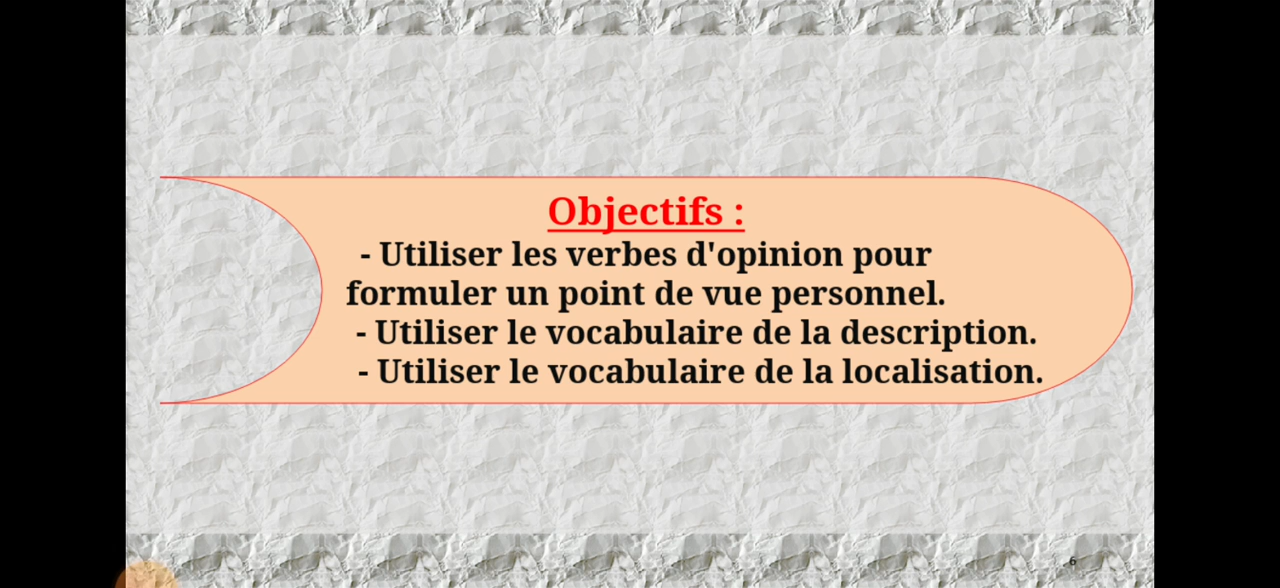 Objectifs :
- Utiliser les verbes d'opinion pour
formuler un point de vue personnel.
- Utiliser le vocabulaire de la description.
- Utiliser le vocabulaire de la localisation.
6